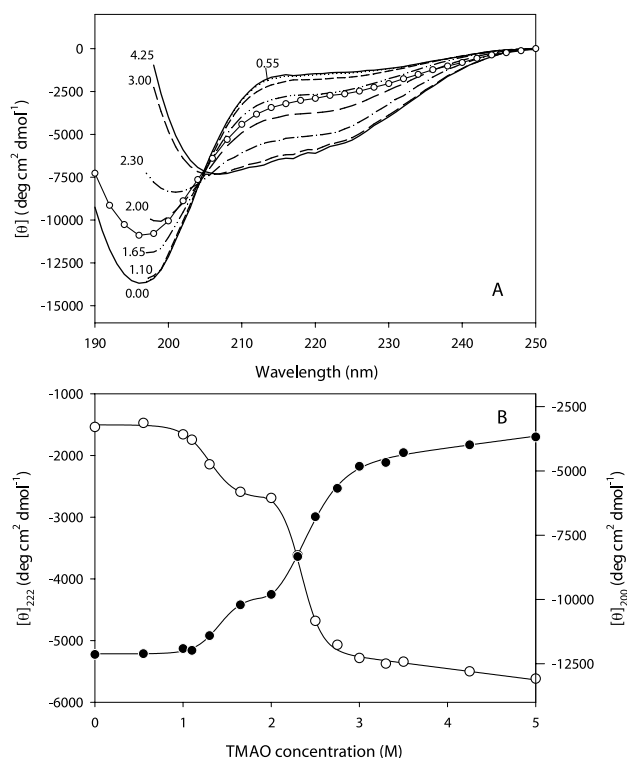 A
0
-2500
-5000
-7500
-10000
-12500
-15000
[θ] (deg cm² dmol⁻¹)
4.25
3.00
0.55
2.30
2.00
1.65
1.10
0.00
190 200 210 220 230 240 250
Wavelength (nm)
B
-1000
-2000
-3000
-4000
-5000
-6000
[θ]₂₂₂ (deg cm² dmol⁻¹)
-2500
-5000
-7500
-10000
-12500
[θ]₂₀₀ (deg cm² dmol⁻¹)
0 1 2 3 4 5
TMAO concentration (M)